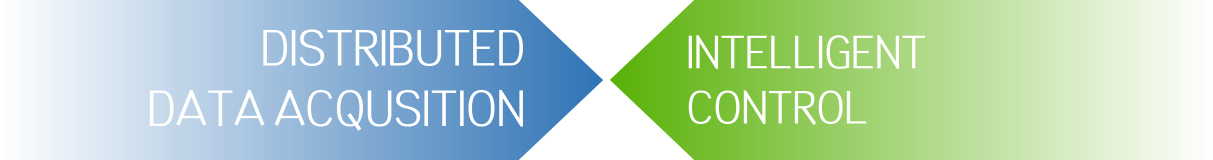 DISTRIBUTED
DATA ACQUSITION
INTELLIGENT
CONTROL